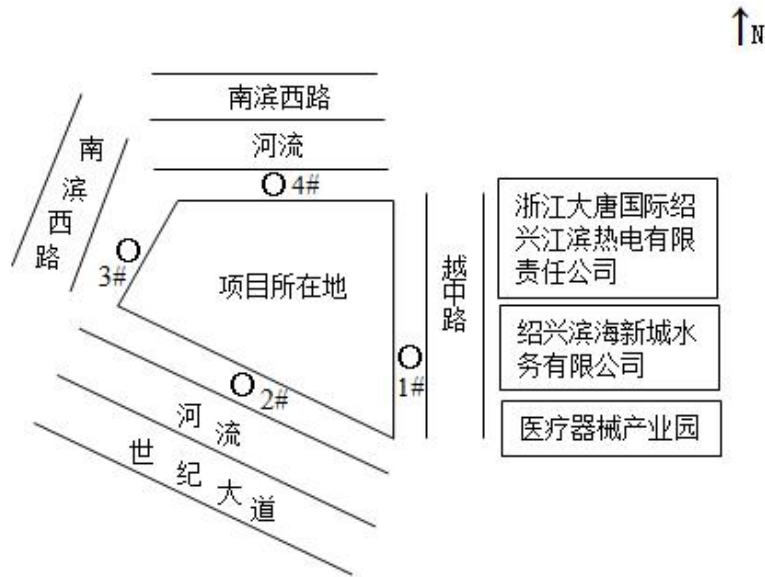 N
南滨西路
河流
4#
南滨西路
3#
项目所在地
越中路
1#
2#
河流
世纪大道
浙江大唐国际绍
兴江滨热电有限
责任公司
绍兴滨海新城水
务有限公司
医疗器械产业园